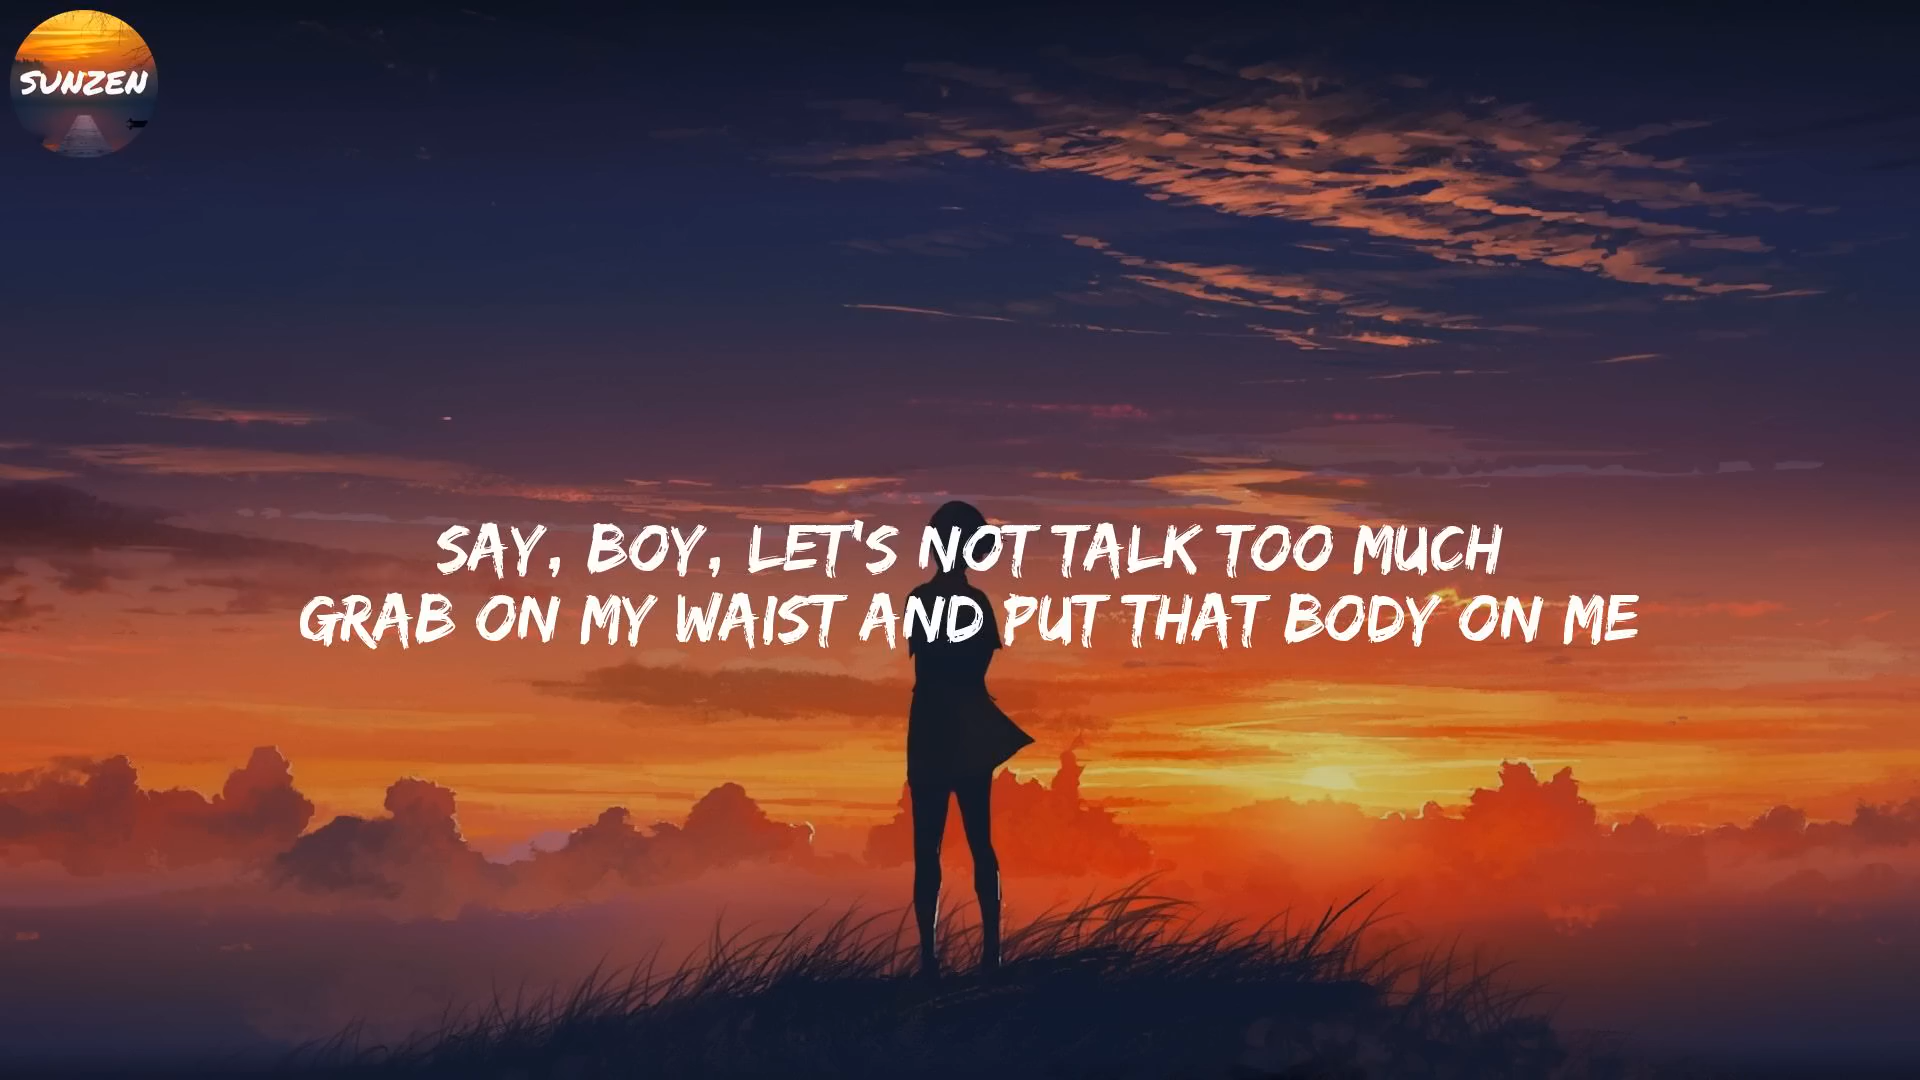 SUNZEN
SAY, BOY, LET'S NOT TALK TOO MUCH
GRAB ON MY WAIST AND PUT THAT BODY ON ME